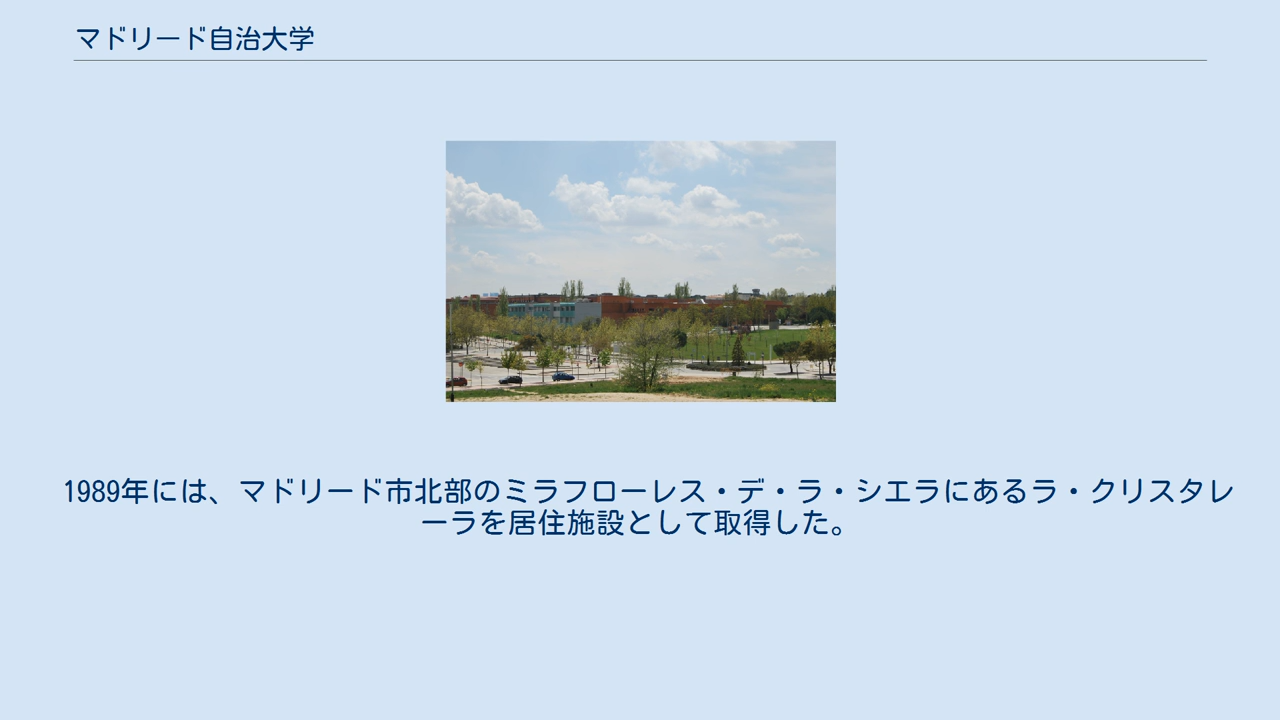 マドリード自治大学
1989年には、マドリード市北部のミラフローレス・デ・ラ・シエラにあるラ・クリスタレ
ーラを居住施設として取得した。